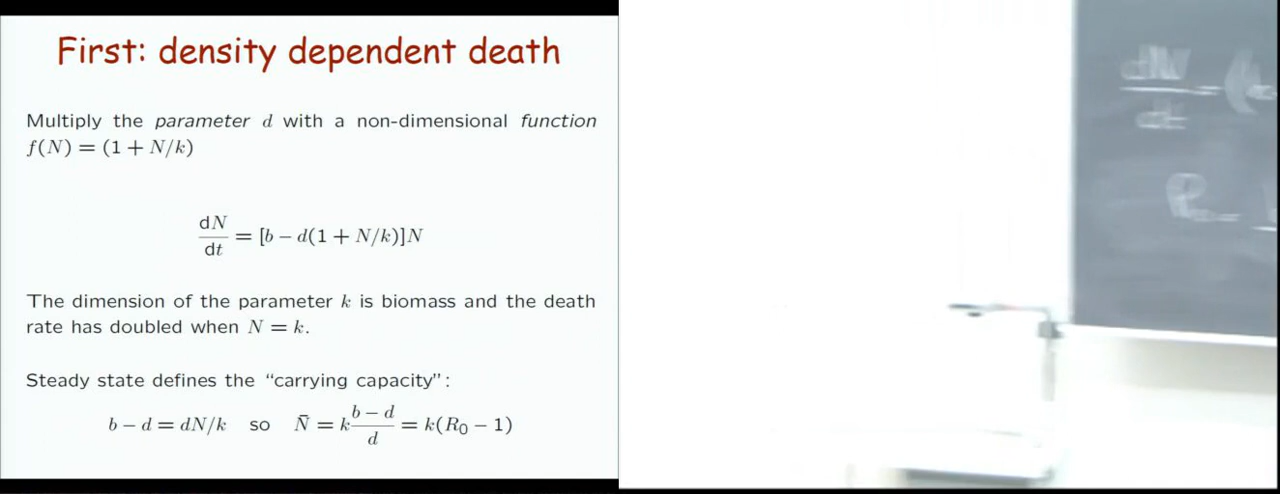 First: density dependent death
Multiply the parameter d with a non-dimensional function
f(N) = (1 + N/k)
dN/dt = [b − d(1 + N/k)]N
The dimension of the parameter k is biomass and the death
rate has doubled when N = k.
Steady state defines the “carrying capacity”:
b − d = dN/k so N̄ = k (b − d)/d = k(R₀ − 1)
dN/dt =